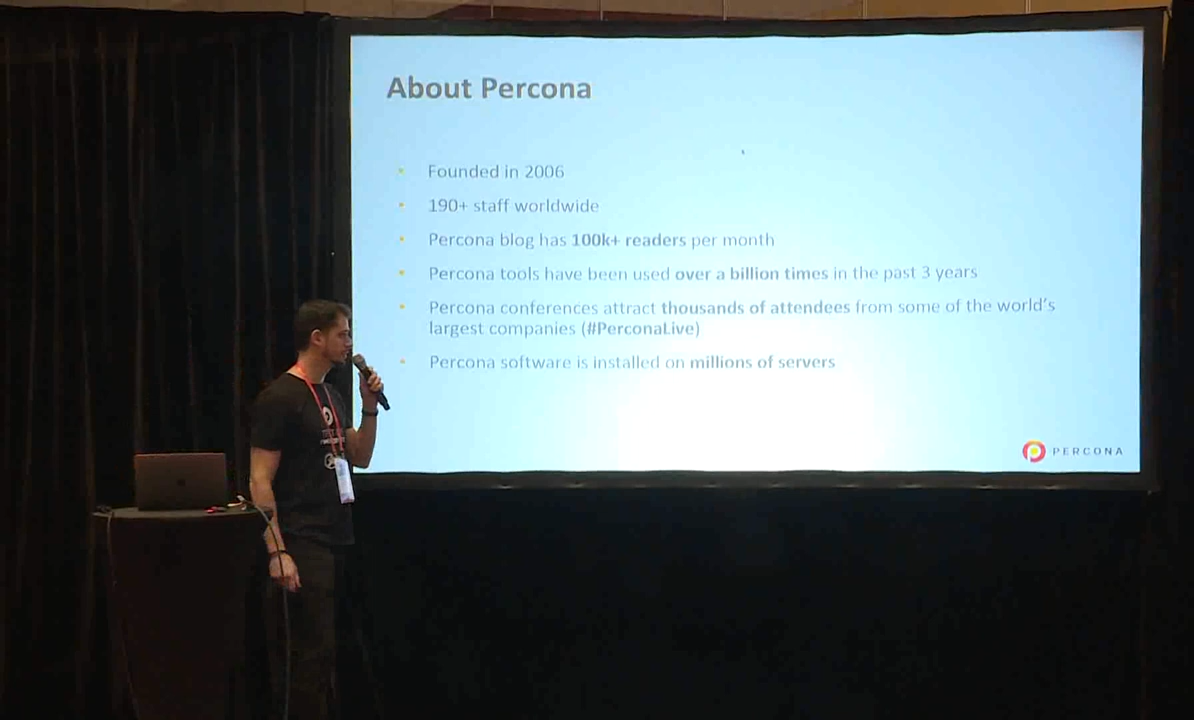 About Percona
Founded in 2006
190+ staff worldwide
Percona blog has 100k+ readers per month
Percona tools have been used over a billion times in the past 3 years
Percona conferences attract thousands of attendees from some of the world's
largest companies (#PerconaLive)
Percona software is installed on millions of servers
PERCONA